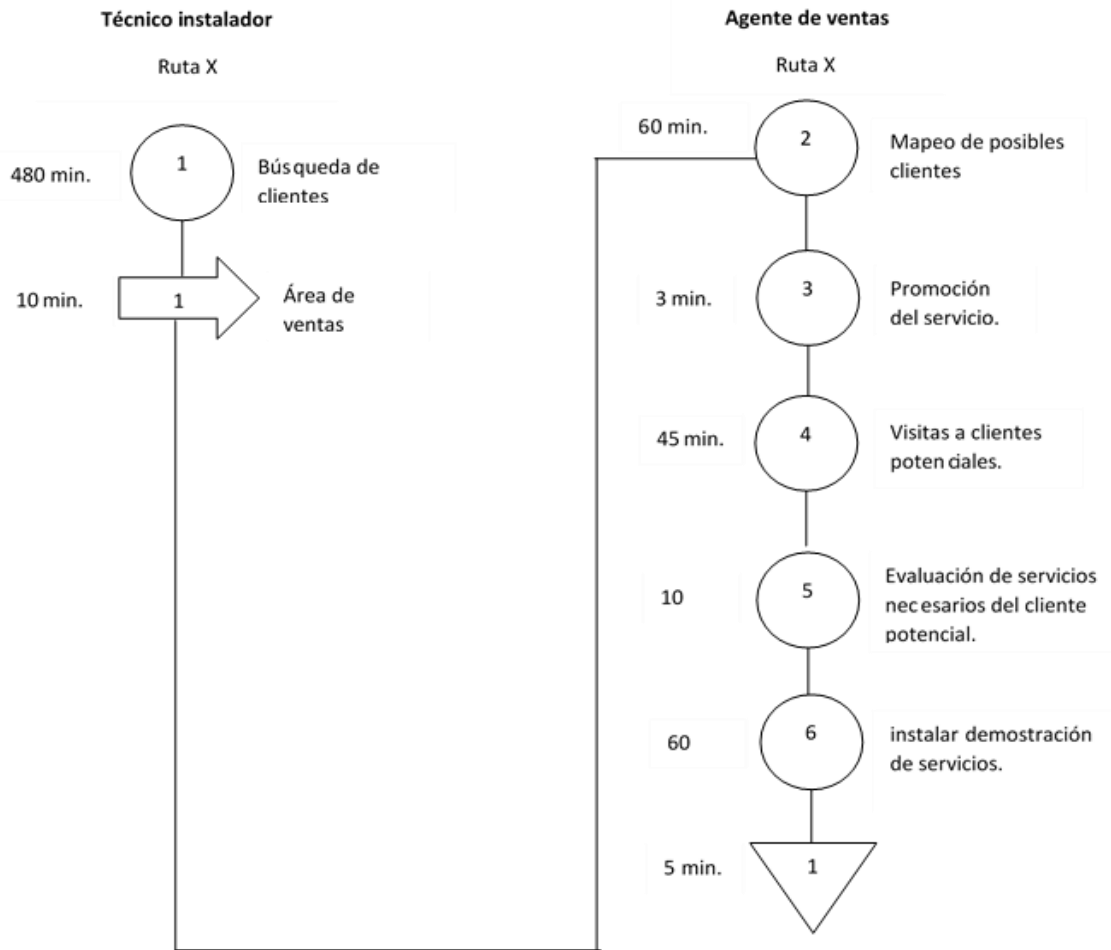 Técnico instalador
Ruta X
480 min.
1
Búsqueda de
clientes
10 min.
1
Área de
ventas
Agente de ventas
Ruta X
60 min.
2
Mapeo de posibles
clientes
3 min.
3
Promoción
del servicio.
45 min.
4
Visitas a clientes
potenciales.
10
5
Evaluación de servicios
necesarios del cliente
potencial.
60
6
instalar demostración
de servicios.
5 min.
1